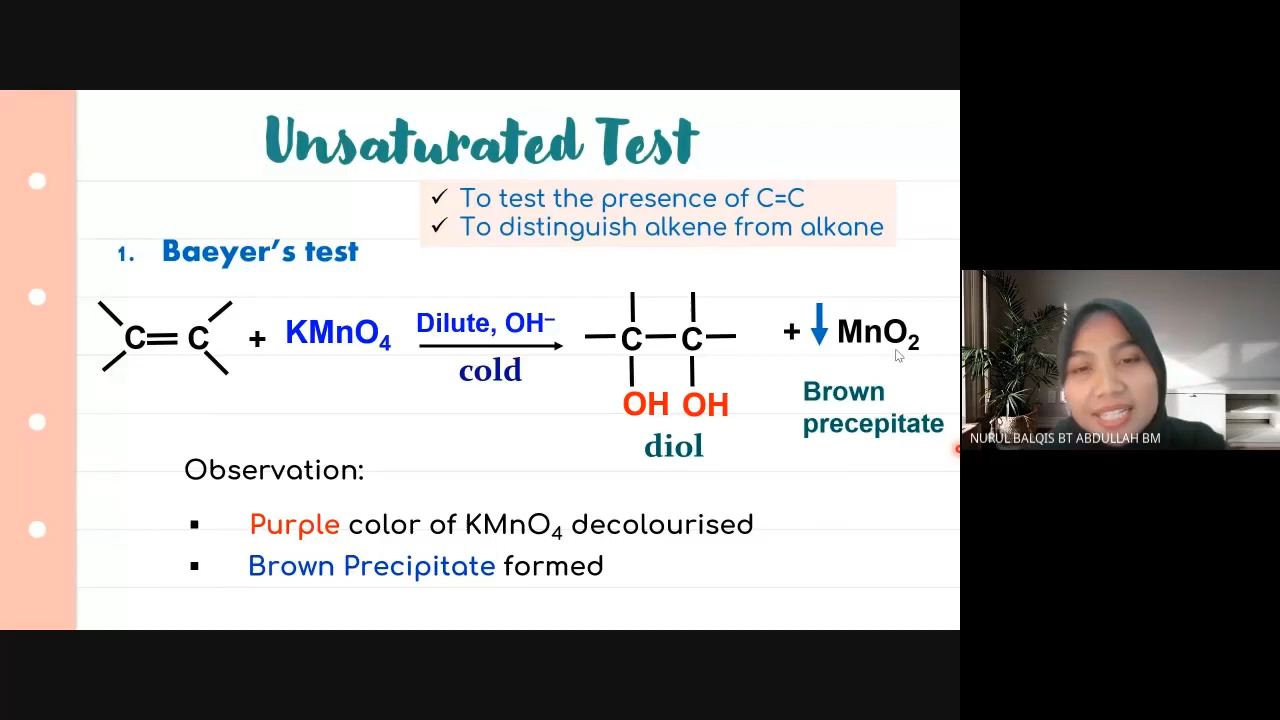 Unsaturated Test
✓ To test the presence of C=C
✓ To distinguish alkene from alkane
1. Baeyer's test
C=C + KMnO₄ Dilute, OH⁻ cold C C + MnO₂
OH OH
diol
Brown
precepitate
Observation:
▪ Purple color of KMnO₄ decolourised
▪ Brown Precipitate formed
NURUL BALQIS BT ABDULLAH BM